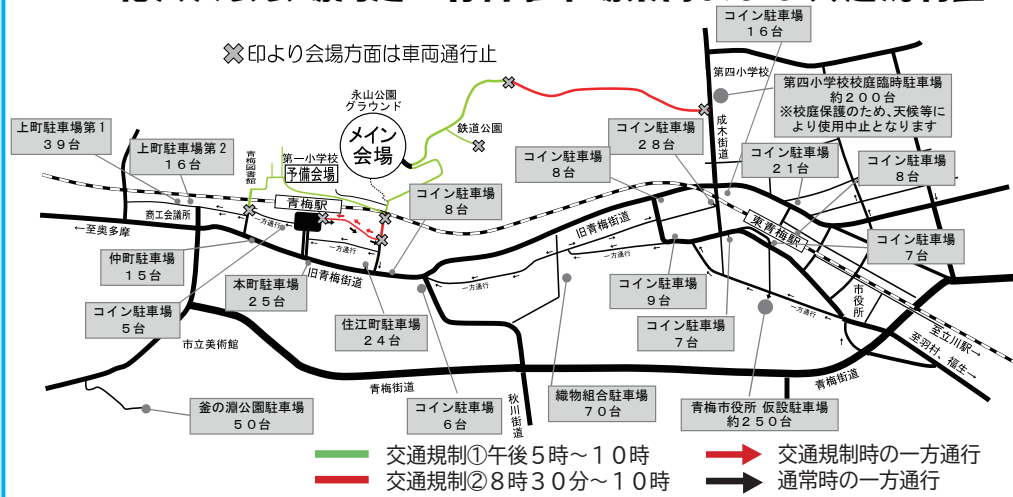 印より会場方面は車両通行止
コイン駐車場
16台
第四小学校
第四小学校校庭臨時駐車場
約200台
※校庭保護のため、天候等に
より使用中止となります
永山公園
グラウンド
メイン
会場
鉄道公園
成木街道
上町駐車場第1
39台
上町駐車場第2
16台
青梅図書館
第一小学校
予備会場
青梅駅
コイン駐車場
8台
コイン駐車場
8台
コイン駐車場
28台
コイン駐車場
21台
コイン駐車場
8台
商工会議所
←至奥多摩
一方通行
一方通行
旧青梅街道
旧青梅街道
東青梅駅
コイン駐車場
7台
仲町駐車場
15台
本町駐車場
25台
コイン駐車場
5台
住江町駐車場
24台
一方通行
コイン駐車場
9台
コイン駐車場
7台
一方通行
市役所
至立川駅→
至羽村、福生→
市立美術館
青梅街道
青梅街道
秋川街道
釜の淵公園駐車場
50台
コイン駐車場
6台
織物組合駐車場
70台
青梅市役所 仮設駐車場
約250台
交通規制①午後5時～10時
交通規制②8時30分～10時
交通規制時の一方通行
通常時の一方通行